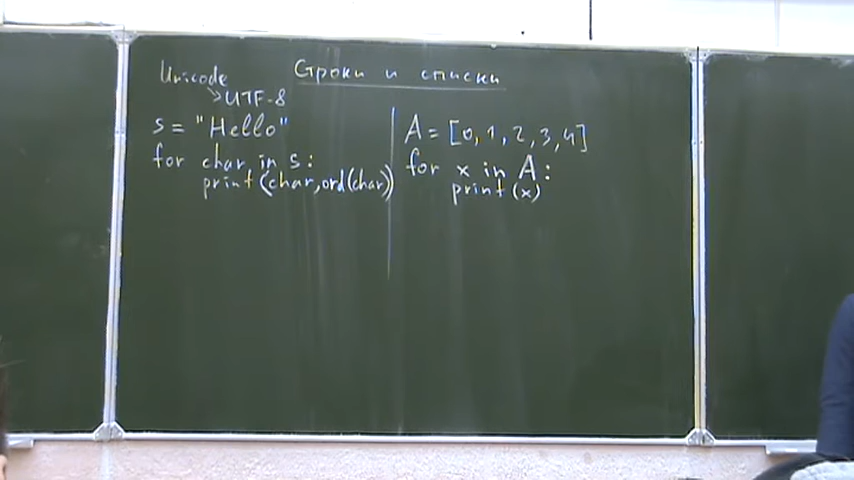 Строки и списки
Unicode
UTF-8
s = "Hello"
for char in s:
print(char,ord(char))
A = [0, 1, 2, 3, 4]
for x in A:
print(x)